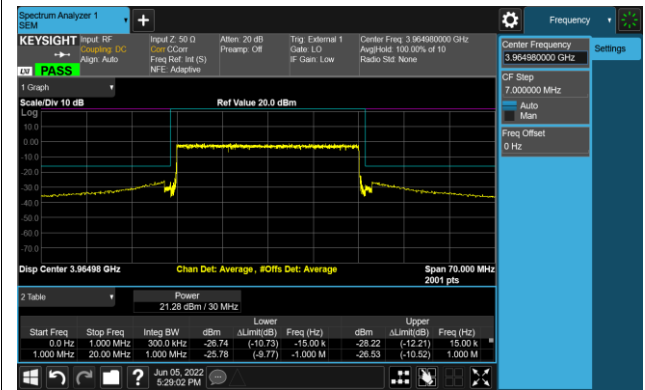 Spectrum Analyzer 1
SEM
Frequency
KEYSIGHT
Input: RF
Coupling: DC
Align: Auto
Input Z: 50 Ω
Corr CCorr
Freq Ref: Int (S)
NFE: Adaptive
Atten: 20 dB
Preamp: Off
Trig: External 1
Gate: LO
IF Gain: Low
Center Freq: 3.964980000 GHz
Avg|Hold: 100.00% of 10
Radio Std: None
LXI PASS
Center Frequency
3.964980000 GHz
Settings
CF Step
7.000000 MHz
Auto
Man
Freq Offset
0 Hz
1 Graph
Scale/Div 10 dB
Ref Value 20.0 dBm
Log
10.0
0.00
-10.0
-20.0
-30.0
-40.0
-50.0
-60.0
-70.0
Disp Center 3.96498 GHz
Chan Det: Average, #Offs Det: Average
Span 70.000 MHz
2001 pts
2 Table
Power
21.28 dBm / 30 MHz
Lower Upper
Start Freq Stop Freq Integ BW dBm ΔLimit(dB) Freq (Hz) dBm ΔLimit(dB) Freq (Hz)
0.0 Hz 1.000 MHz 300.0 kHz -26.74 (-10.73) -15.00 k -28.22 (-12.21) 15.00 k
1.000 MHz 20.00 MHz 1.000 MHz -25.78 (-9.77) -1.000 M -26.53 (-10.52) 1.000 M
Jun 05, 2022
5:29:02 PM